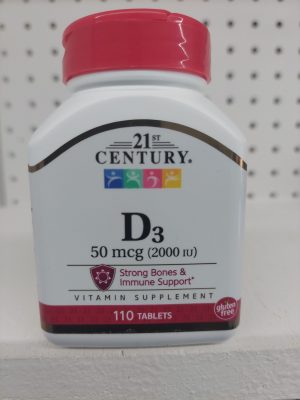 21ST
CENTURY®
D3
50 mcg (2000 IU)
Strong Bones &
Immune Support*
VITAMIN SUPPLEMENT
110 TABLETS
gluten
free